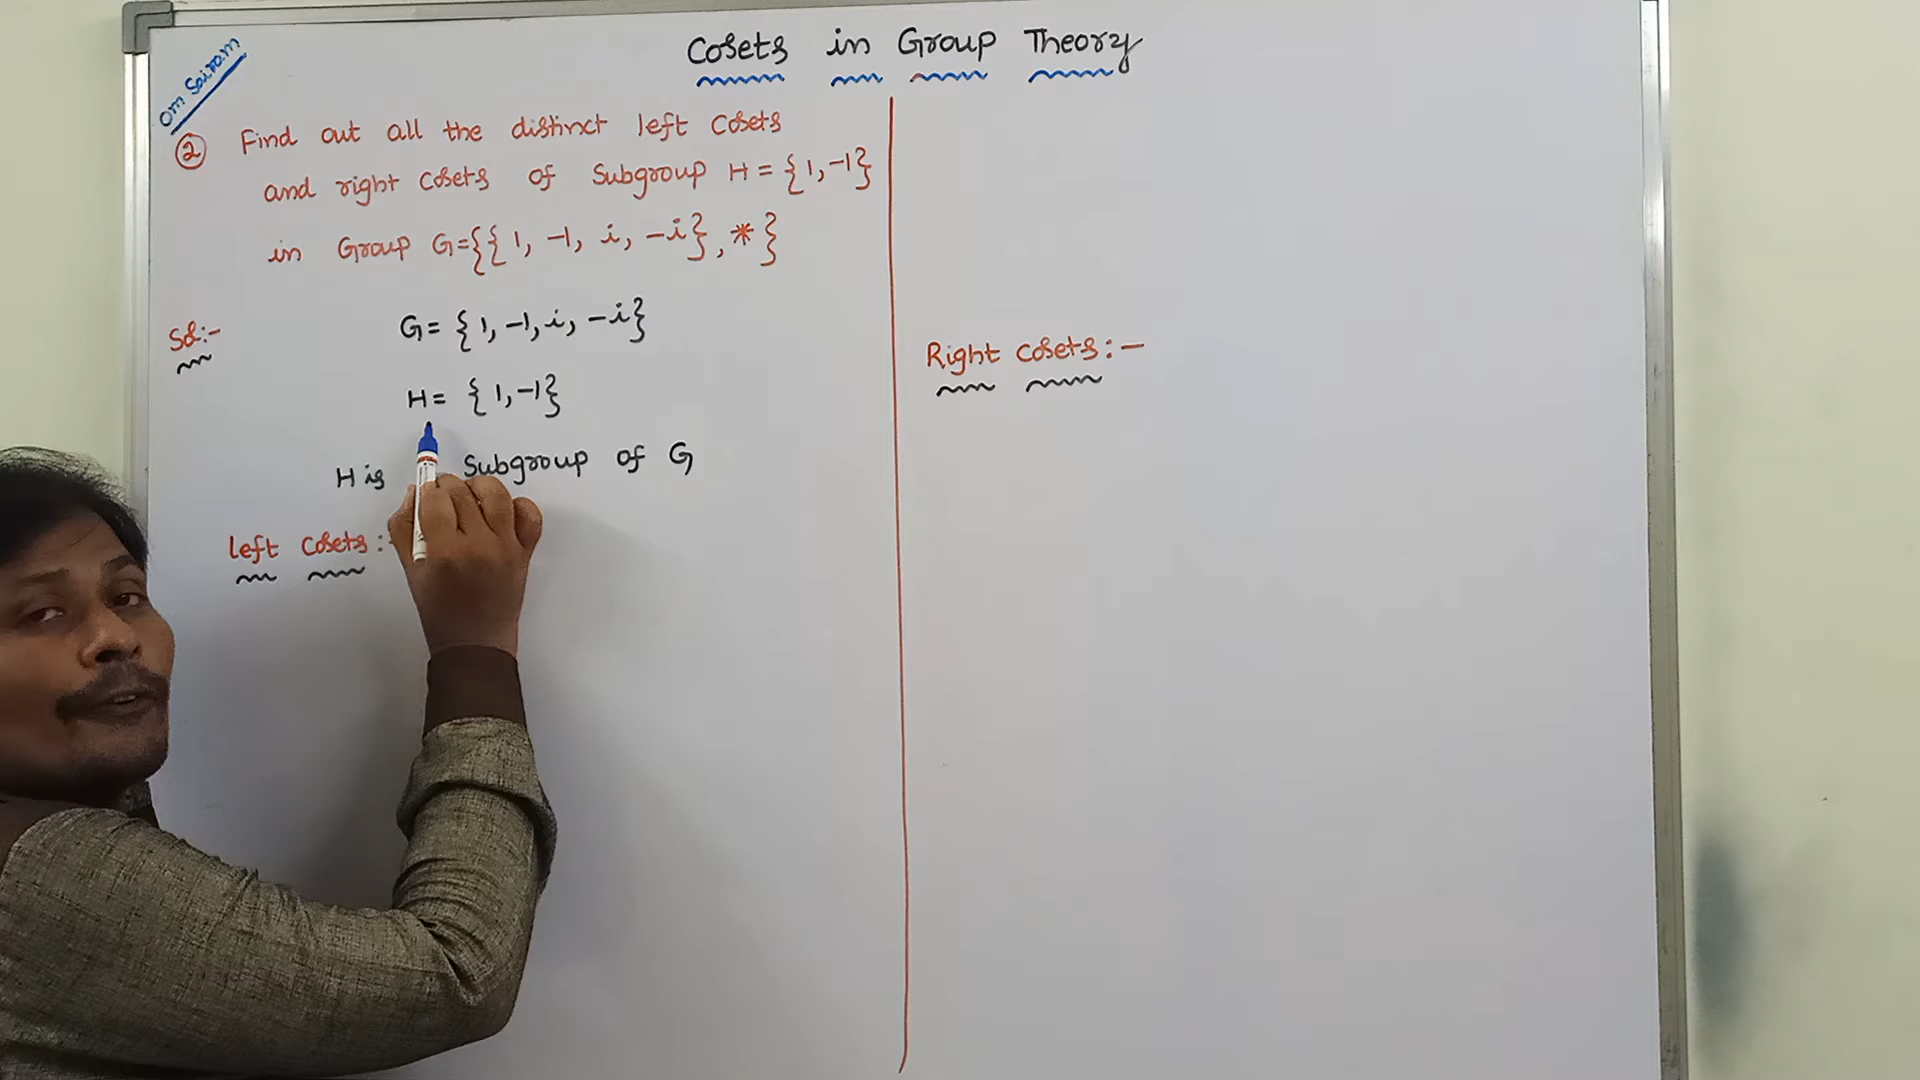 Om Sairam
Cosets in Group Theory
② Find out all the distinct left Cosets
and right Cosets of Subgroup H = {1, -1}
in Group G={{1, -1, i, -i}, *}
Sol:-
G = {1, -1, i, -i}
H = {1, -1}
H is Subgroup of G
left Cosets :-
Right Cosets :-